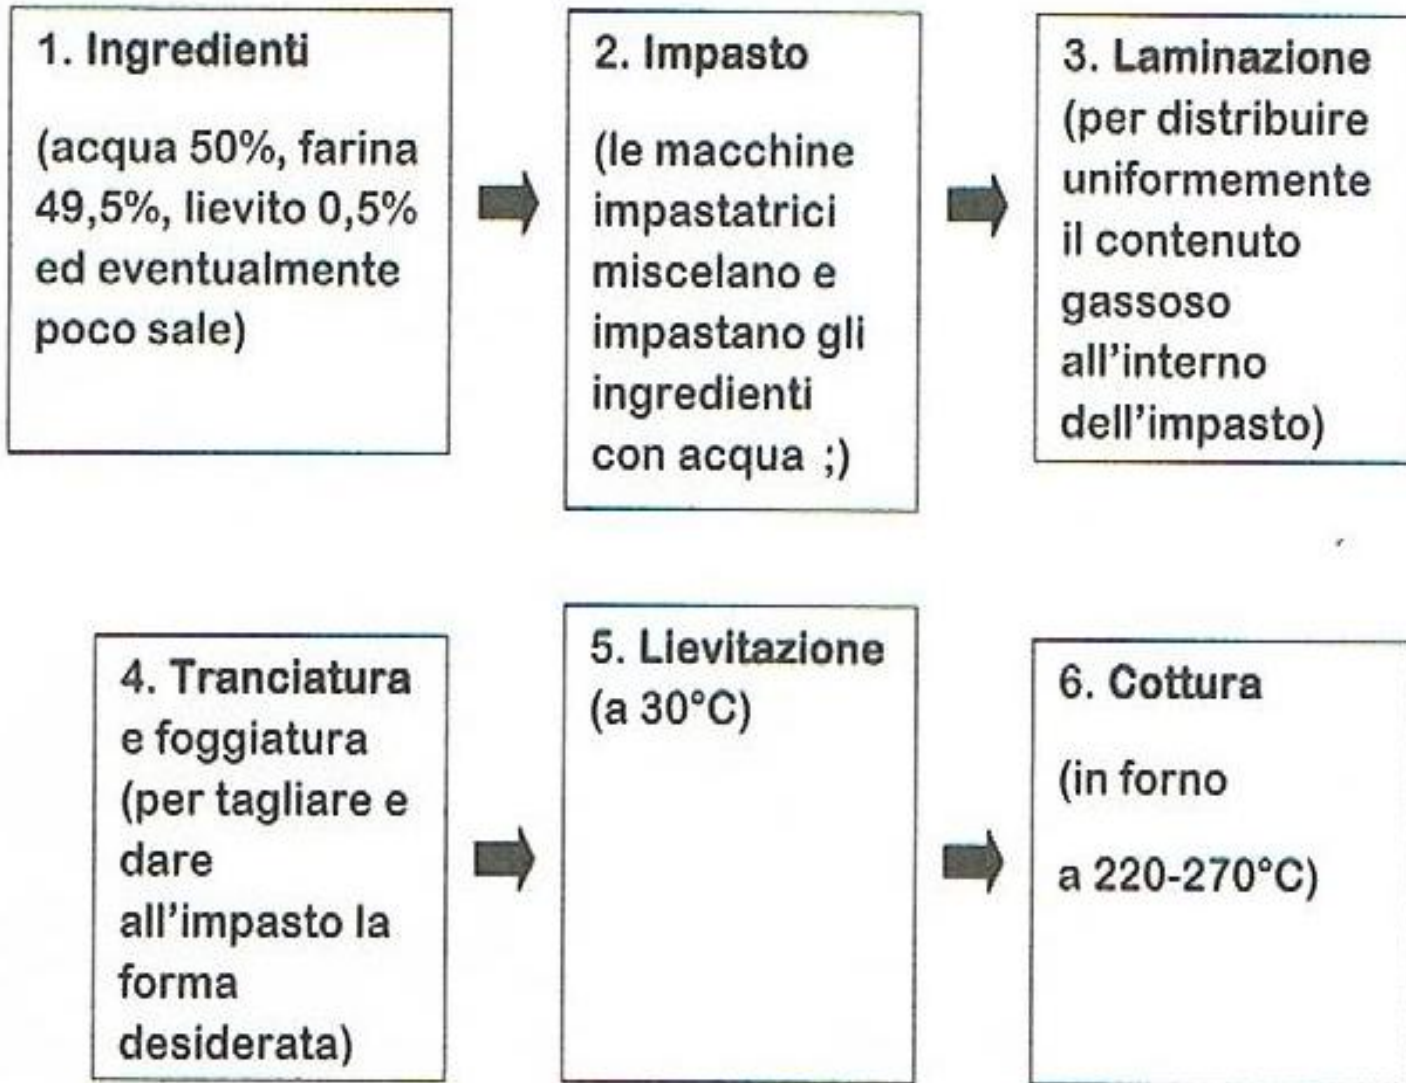 1. Ingredienti
(acqua 50%, farina
49,5%, lievito 0,5%
ed eventualmente
poco sale)
2. Impasto
(le macchine
impastatrici
miscelano e
impastano gli
ingredienti
con acqua ;)
3. Laminazione
(per distribuire
uniformemente
il contenuto
gassoso
all'interno
dell'impasto)
4. Tranciatura
e foggiatura
(per tagliare e
dare
all'impasto la
forma
desiderata)
5. Lievitazione
(a 30°C)
6. Cottura
(in forno
a 220-270°C)